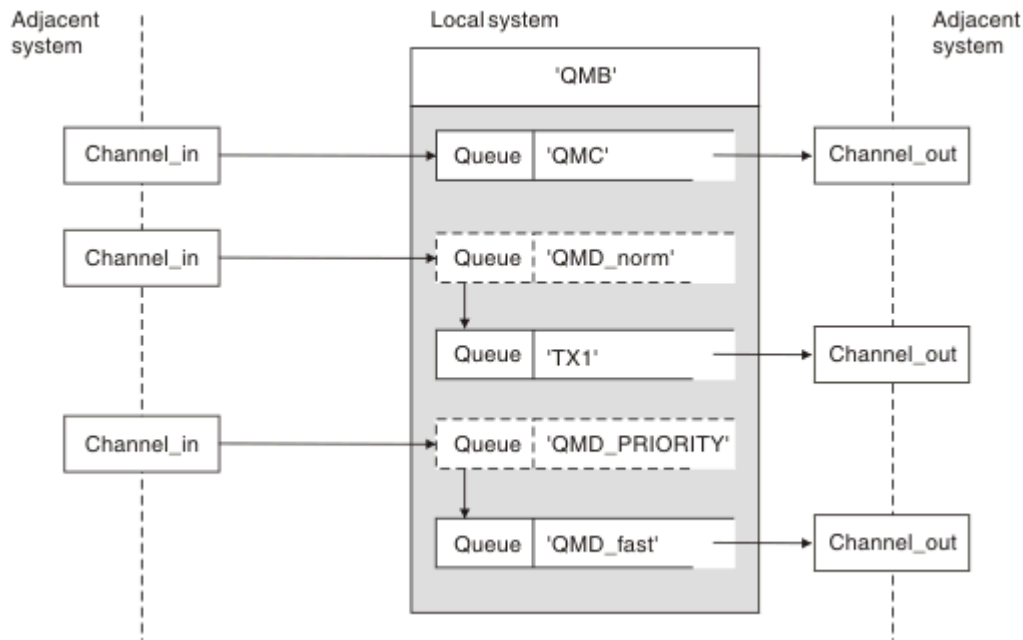 Adjacent
system
Local system
Adjacent
system
'QMB'
Channel_in
Queue 'QMC'
Channel_out
Channel_in
Queue 'QMD_norm'
Queue 'TX1'
Channel_out
Channel_in
Queue 'QMD_PRIORITY'
Queue 'QMD_fast'
Channel_out